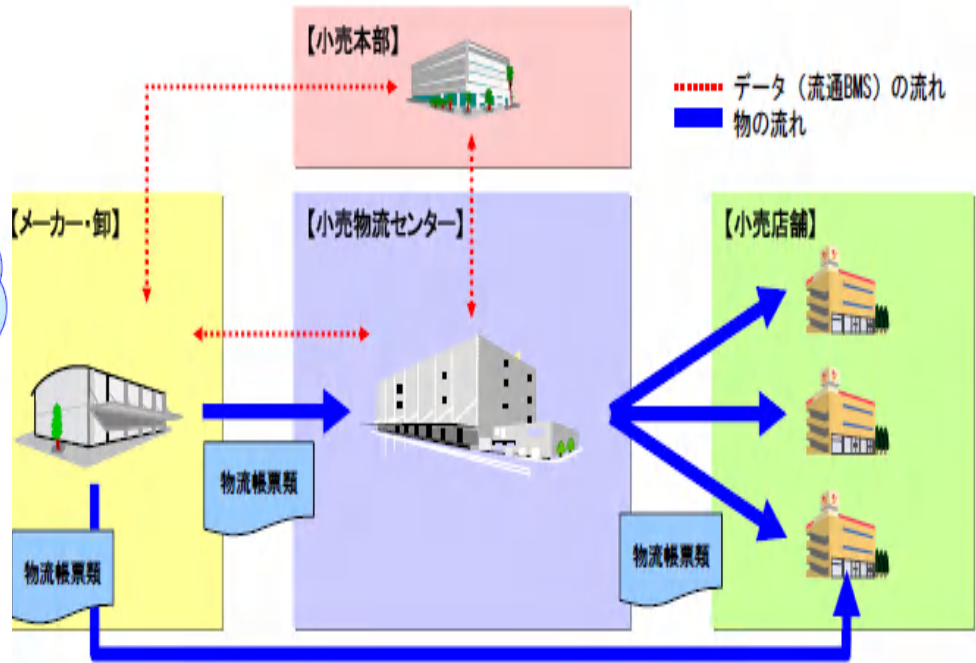 【小売本部】
データ（流通BMS）の流れ
物の流れ
【メーカー・卸】
【小売物流センター】
【小売店舗】
物流帳票類
物流帳票類
物流帳票類